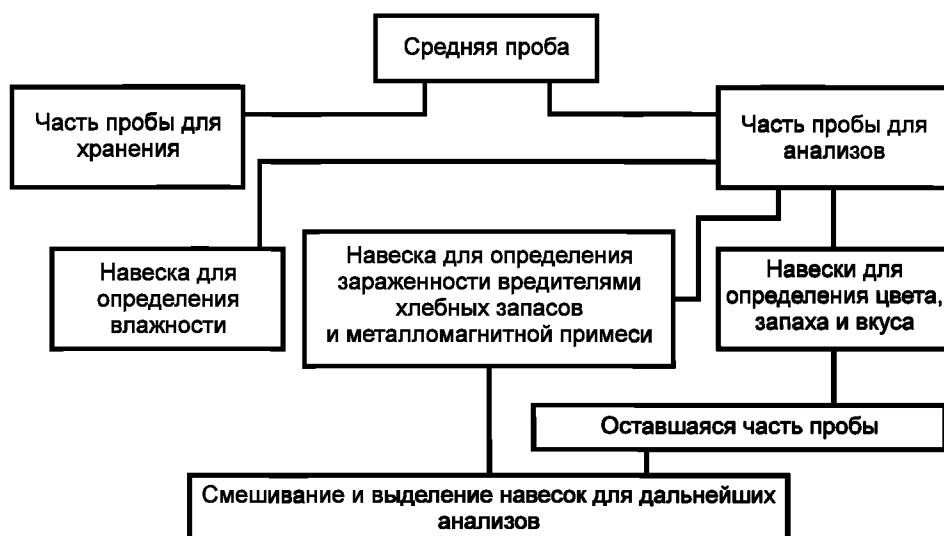 Средняя проба
Часть пробы для
хранения
Часть пробы для
анализов
Навеска для
определения
влажности
Навеска для определения
зараженности вредителями
хлебных запасов
и металломагнитной примеси
Навески для
определения цвета,
запаха и вкуса
Оставшаяся часть пробы
Смешивание и выделение навесок для дальнейших
анализов